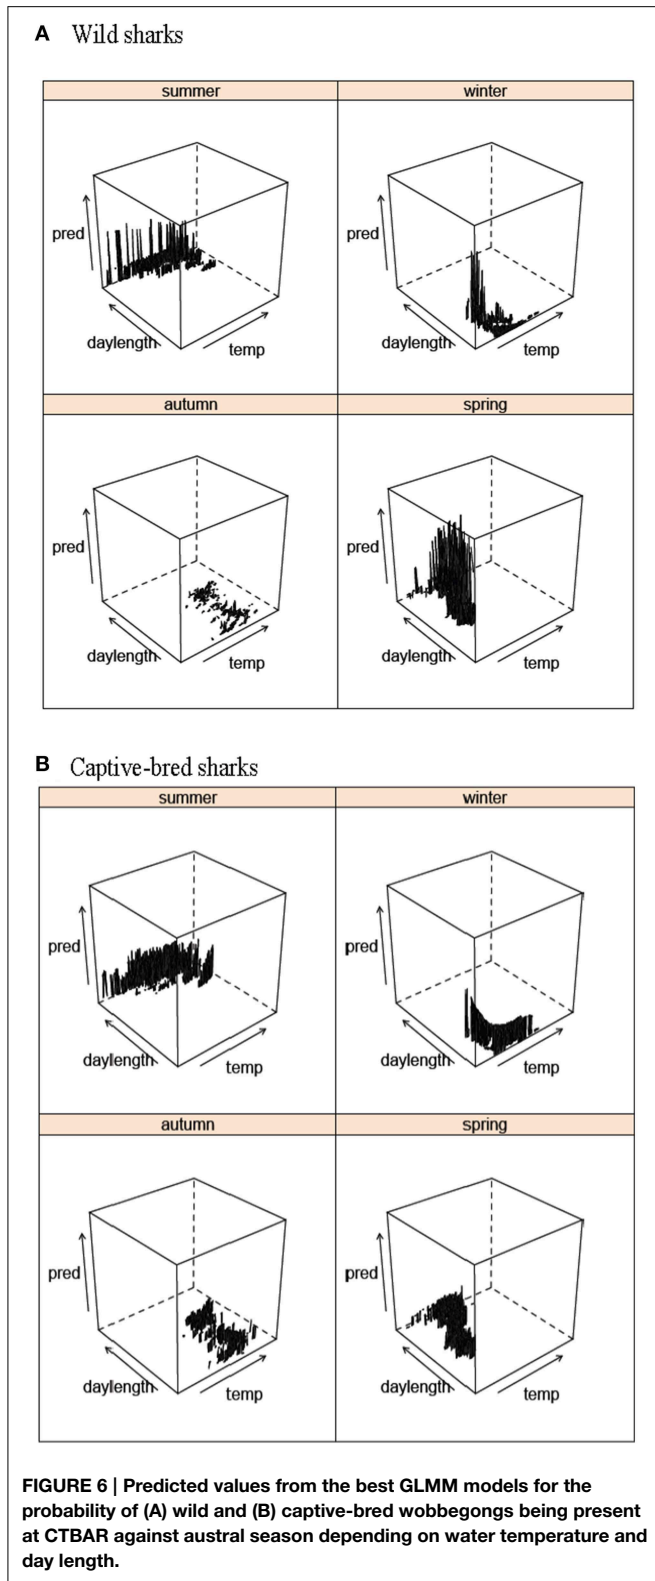 A Wild sharks
summer winter
pred pred
daylength temp daylength temp
autumn spring
pred pred
daylength temp daylength temp
B Captive-bred sharks
summer winter
pred pred
daylength temp daylength temp
autumn spring
pred pred
daylength temp daylength temp
FIGURE 6 | Predicted values from the best GLMM models for the
probability of (A) wild and (B) captive-bred wobbegongs being present
at CTBAR against austral season depending on water temperature and
day length.